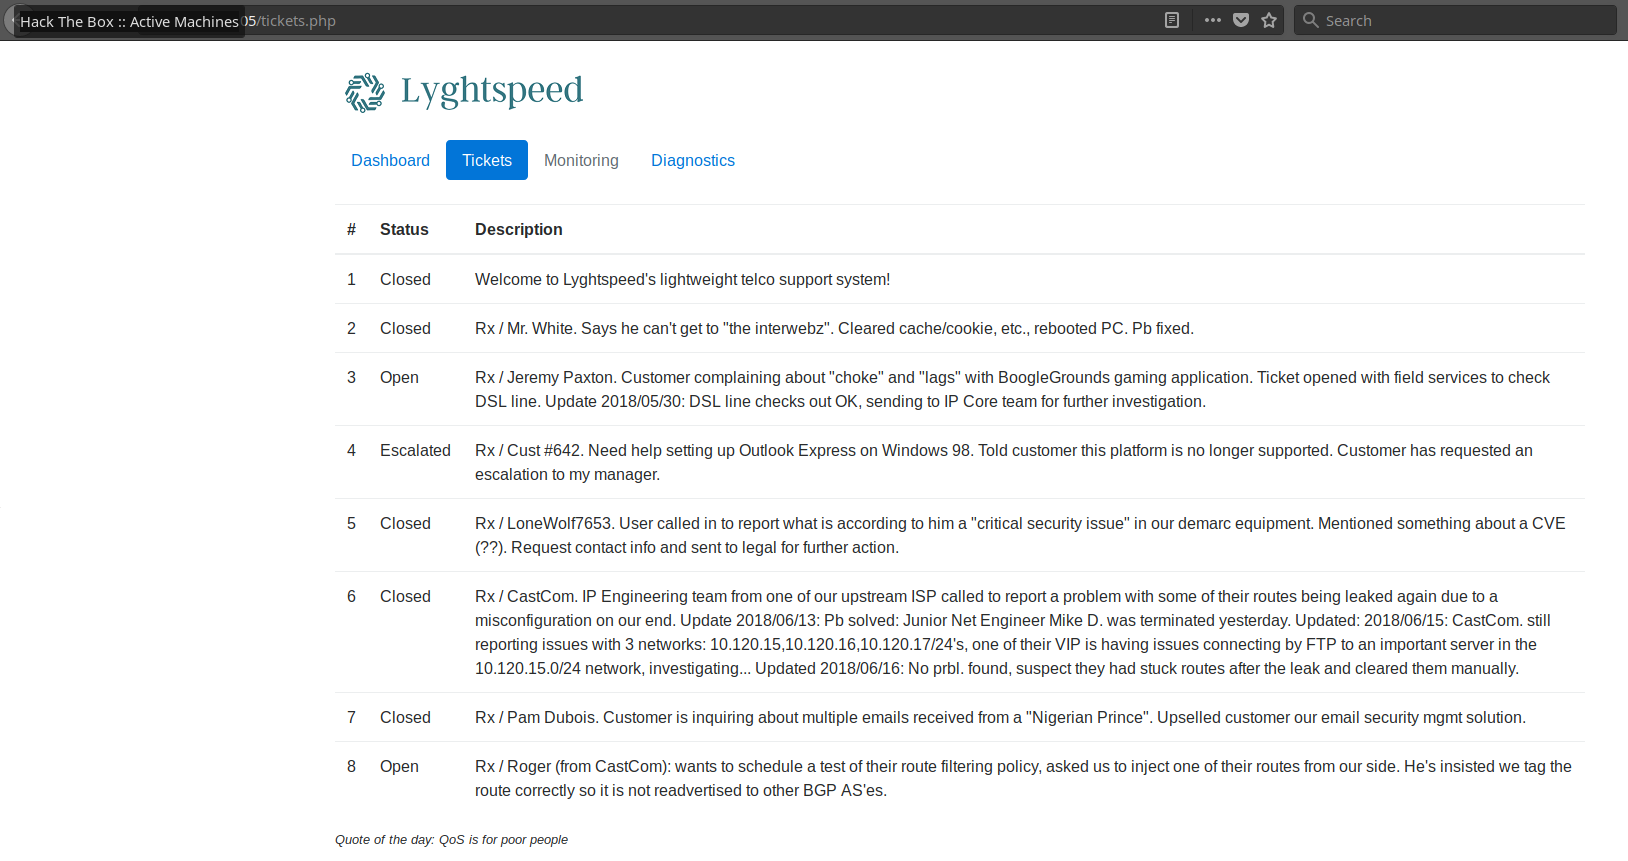 Hack The Box :: Active Machines 05/tickets.php Search
Lyghtspeed
Dashboard Tickets Monitoring Diagnostics
# Status Description
1 Closed Welcome to Lyghtspeed's lightweight telco support system!
2 Closed Rx / Mr. White. Says he can't get to "the interwebz". Cleared cache/cookie, etc., rebooted PC. Pb fixed.
3 Open Rx / Jeremy Paxton. Customer complaining about "choke" and "lags" with BoogleGrounds gaming application. Ticket opened with field services to check
DSL line. Update 2018/05/30: DSL line checks out OK, sending to IP Core team for further investigation.
4 Escalated Rx / Cust #642. Need help setting up Outlook Express on Windows 98. Told customer this platform is no longer supported. Customer has requested an
escalation to my manager.
5 Closed Rx / LoneWolf7653. User called in to report what is according to him a "critical security issue" in our demarc equipment. Mentioned something about a CVE
(??). Request contact info and sent to legal for further action.
6 Closed Rx / CastCom. IP Engineering team from one of our upstream ISP called to report a problem with some of their routes being leaked again due to a
misconfiguration on our end. Update 2018/06/13: Pb solved: Junior Net Engineer Mike D. was terminated yesterday. Updated: 2018/06/15: CastCom. still
reporting issues with 3 networks: 10.120.15,10.120.16,10.120.17/24's, one of their VIP is having issues connecting by FTP to an important server in the
10.120.15.0/24 network, investigating... Updated 2018/06/16: No prbl. found, suspect they had stuck routes after the leak and cleared them manually.
7 Closed Rx / Pam Dubois. Customer is inquiring about multiple emails received from a "Nigerian Prince". Upselled customer our email security mgmt solution.
8 Open Rx / Roger (from CastCom): wants to schedule a test of their route filtering policy, asked us to inject one of their routes from our side. He's insisted we tag the
route correctly so it is not readvertised to other BGP AS'es.
Quote of the day: QoS is for poor people